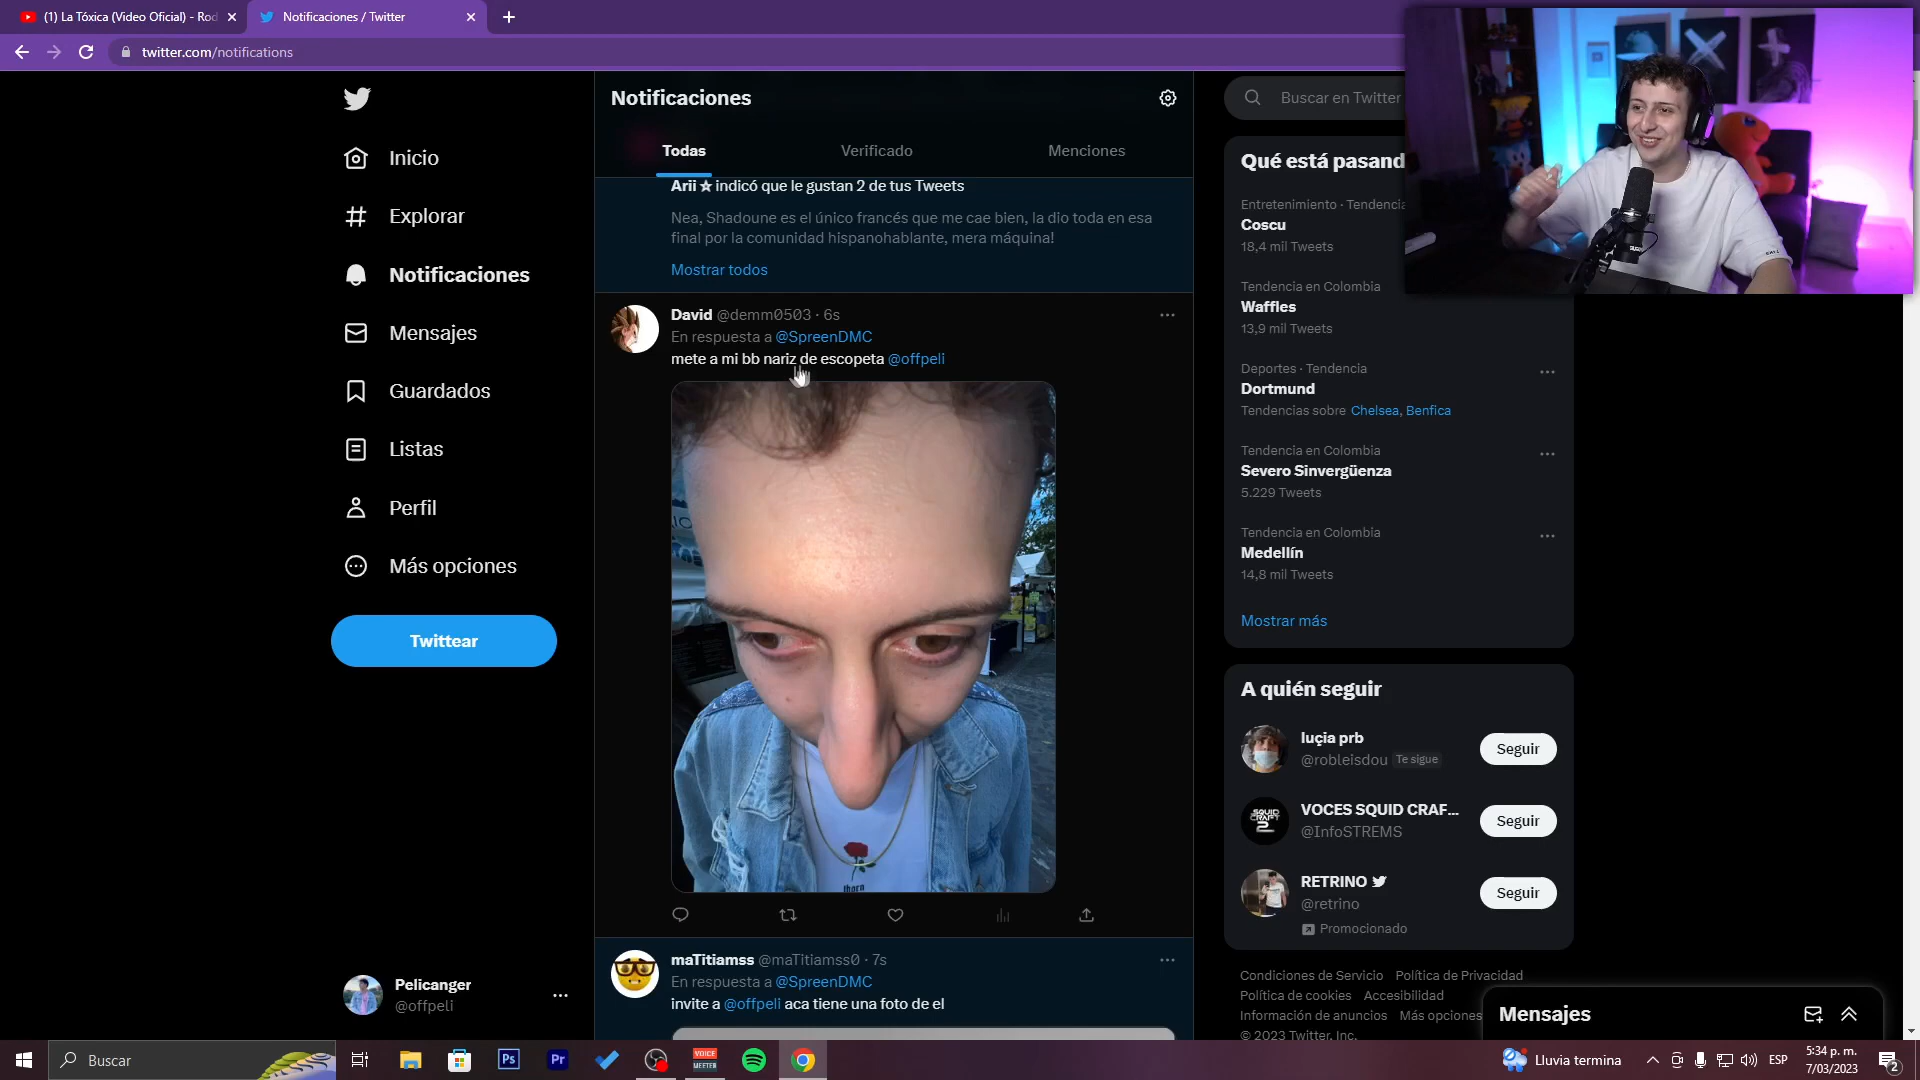 (1) La Tóxica (Video Oficial) - Rod
Notificaciones / Twitter
twitter.com/notifications
Inicio
Explorar
Notificaciones
Mensajes
Guardados
Listas
Perfil
Más opciones
Twittear
Pelicanger
@offpeli
Notificaciones
Todas
Verificado
Menciones
Arii ☆ indicó que le gustan 2 de tus Tweets
Nea, Shadoune es el único francés que me cae bien, la dio toda en esa
final por la comunidad hispanohablante, mera máquina!
Mostrar todos
David @demm0503 · 6s
En respuesta a @SpreenDMC
mete a mi bb nariz de escopeta @offpeli
maTitiamss @maTitiamss0 · 7s
En respuesta a @SpreenDMC
invite a @offpeli aca tiene una foto de el
Buscar en Twitter
Qué está pasand
Entretenimiento · Tendencia
Coscu
18,4 mil Tweets
Tendencia en Colombia
Waffles
13,9 mil Tweets
Deportes · Tendencia
Dortmund
Tendencias sobre Chelsea, Benfica
Tendencia en Colombia
Severo Sinvergüenza
5.229 Tweets
Tendencia en Colombia
Medellín
14,8 mil Tweets
Mostrar más
A quién seguir
luçia prb
@robleisdou Te sigue
Seguir
VOCES SQUID CRAF...
@InfoSTREMS
Seguir
SQUID
CRAFT
2
RETRINO
@retrino
Promocionado
Seguir
Condiciones de Servicio Política de Privacidad
Política de cookies Accesibilidad
Información de anuncios Más opciones
© 2023 Twitter, Inc.
Mensajes
Buscar
Ps
Pr
VOICE
MEETER
Lluvia termina
ESP
5:34 p. m.
7/03/2023
2